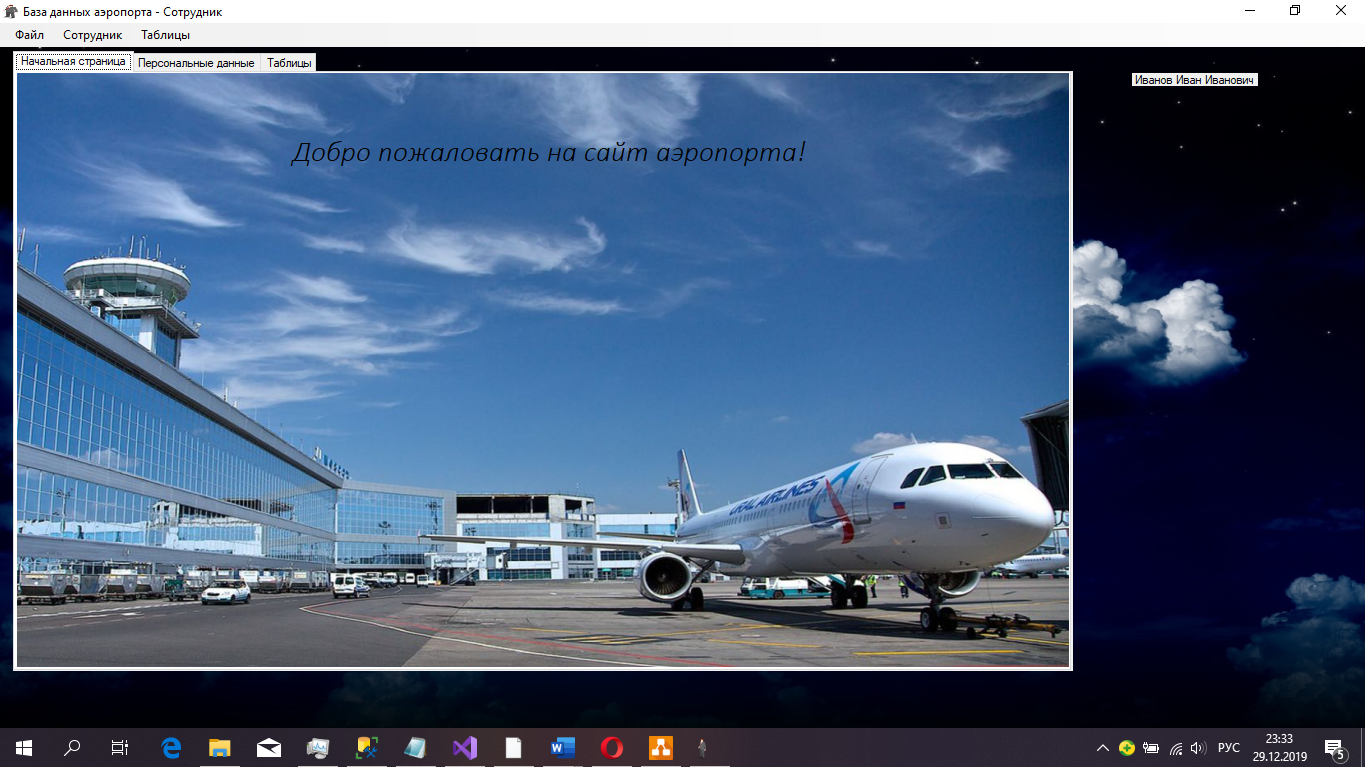 База данных аэропорта - Сотрудник
Файл Сотрудник Таблицы
Начальная страница Персональные данные Таблицы
Иванов Иван Иванович
Добро пожаловать на сайт аэропорта!
URAL AIRLINES
РУС
23:33
29.12.2019
5